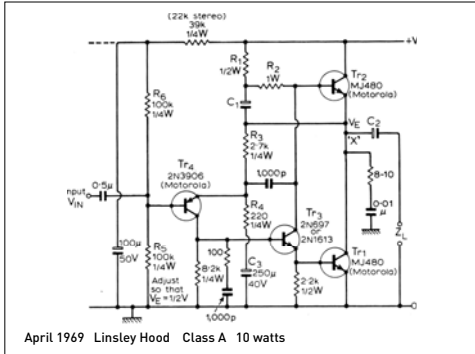 (22k stereo)
39k
1/4W
+V
R₁
1/2W
R₂
1W
Tr₂
MJ480
(Motorola)
R₆
100k
1/4W
C₁
VE
C₂
"X"
R₃
2·7k
1/4W
8-10
Tr₄
2N3906
(Motorola)
1,000p
0·5μ
nput
VIN
Tr₃
2N697
or
2N1613
0·01
μ
ZL
R₄
220
1/4W
Tr₁
MJ480
(Motorola)
100μ
50V
R₅
100k
1/4W
Adjust
so that
VE=1/2V
8·2k
1/4W
100
C₃
250μ
40V
2·2k
1/2W
1,000p
April 1969 Linsley Hood Class A 10 watts